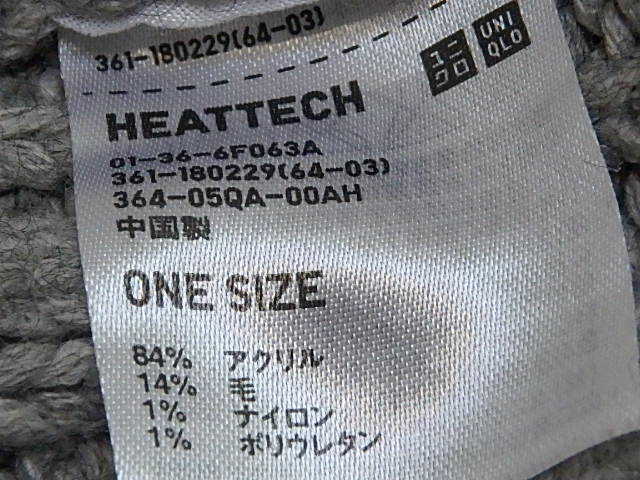 361-180229(64-03)
ユニ
クロ
UNI
QLO
HEATTECH
01-36-6F063A
361-180229(64-03)
364-05QA-00AH
中国製
ONE SIZE
84% アクリル
14% 毛
1% ナイロン
1% ポリウレタン